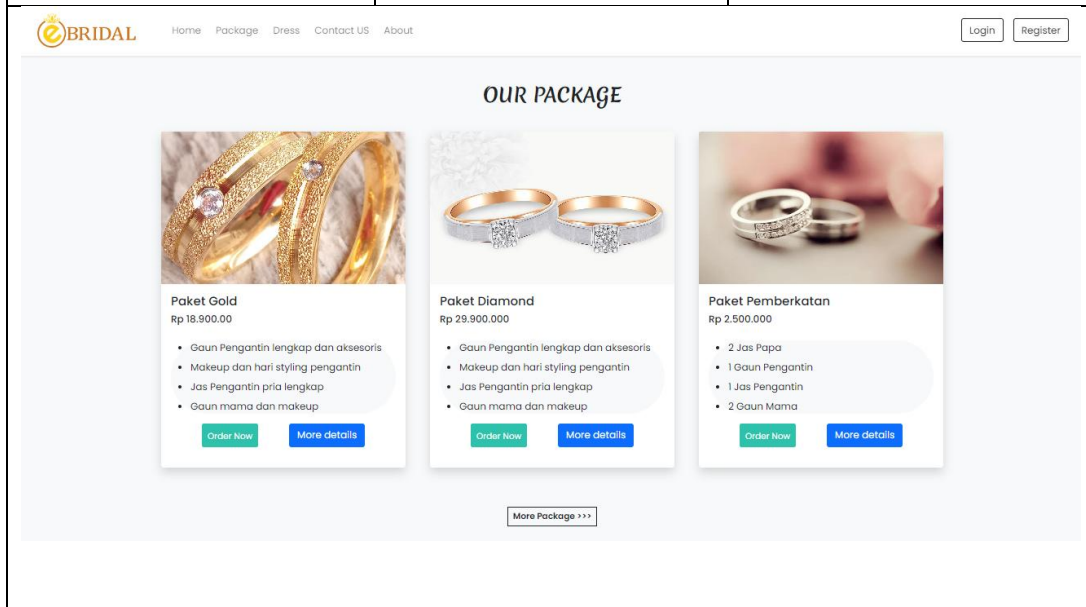 eBRIDAL Home Package Dress Contact US About Login Register
OUR PACKAGE
Paket Gold
Rp 18.900.00
• Gaun Pengantin lengkap dan aksesoris
• Makeup dan hari styling pengantin
• Jas Pengantin pria lengkap
• Gaun mama dan makeup
Order Now More details
Paket Diamond
Rp 29.900.000
• Gaun Pengantin lengkap dan aksesoris
• Makeup dan hari styling pengantin
• Jas Pengantin pria lengkap
• Gaun mama dan makeup
Order Now More details
Paket Pemberkatan
Rp 2.500.000
• 2 Jas Papa
• 1 Gaun Pengantin
• 1 Jas Pengantin
• 2 Gaun Mama
Order Now More details
More Package >>>